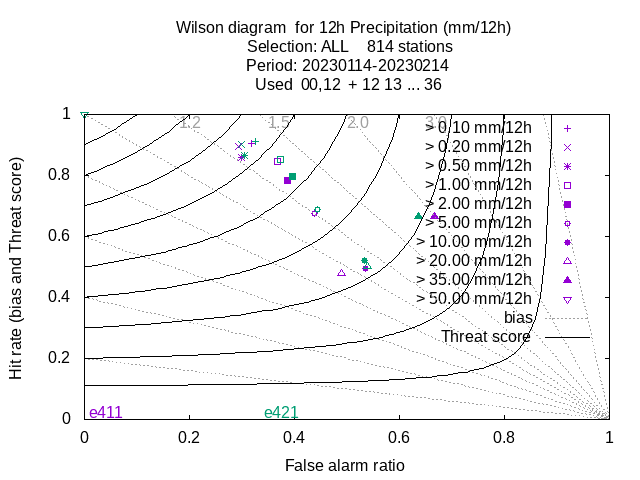 Wilson diagram  for 12h Precipitation (mm/12h)
Selection: ALL    814 stations
Period: 20230114-20230214
Used  00,12  + 12 13 ... 36
Hit rate (bias and Threat score)
1
0.8
0.6
0.4
0.2
0
1.2
1.5
2.0
3.0
> 0.10 mm/12h
> 0.20 mm/12h
> 0.50 mm/12h
> 1.00 mm/12h
> 2.00 mm/12h
> 5.00 mm/12h
> 10.00 mm/12h
> 20.00 mm/12h
> 35.00 mm/12h
> 50.00 mm/12h
bias
Threat score
e411
e421
0
0.2
0.4
0.6
0.8
1
False alarm ratio